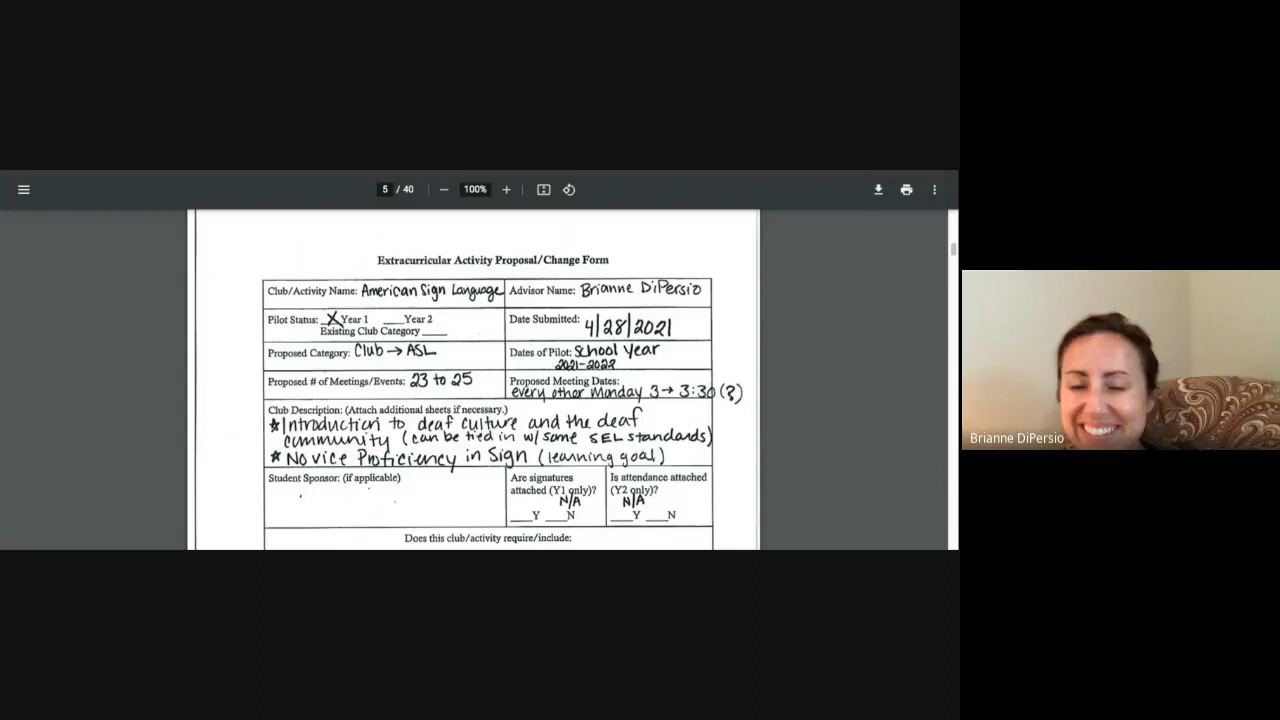 5 / 40
100%
Extracurricular Activity Proposal/Change Form
Club/Activity Name: American Sign Language
Advisor Name: Brianne DiPersio
Pilot Status: __X__Year 1 ____Year 2
Existing Club Category ____
Date Submitted: 4/28/2021
Proposed Category: Club → ASL
Dates of Pilot: School Year
2021-2022
Proposed # of Meetings/Events: 23 to 25
Proposed Meeting Dates:
every other Monday 3→ 3:30 (?)
Club Description: (Attach additional sheets if necessary.)
* Introduction to deaf culture and the deaf
community (can be tied in w/ some SEL standards)
* Novice Proficiency in Sign (learning goal)
Student Sponsor: (if applicable)
Are signatures
attached (Y1 only)?
N/A
____Y ____N
Is attendance attached
(Y2 only)?
N/A
____Y ____N
Does this club/activity require/include:
Brianne DiPersio